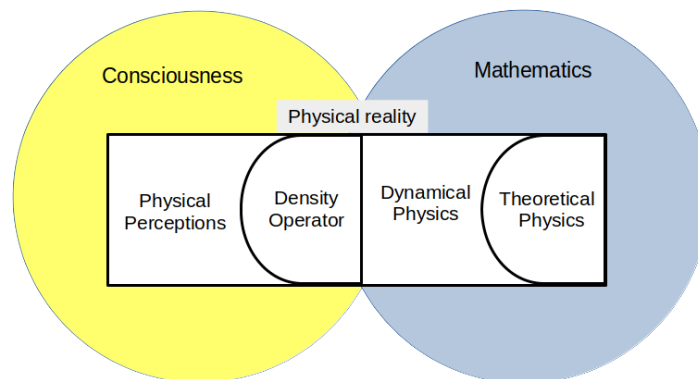 Consciousness
Mathematics
Physical reality
Physical
Perceptions
Density
Operator
Dynamical
Physics
Theoretical
Physics